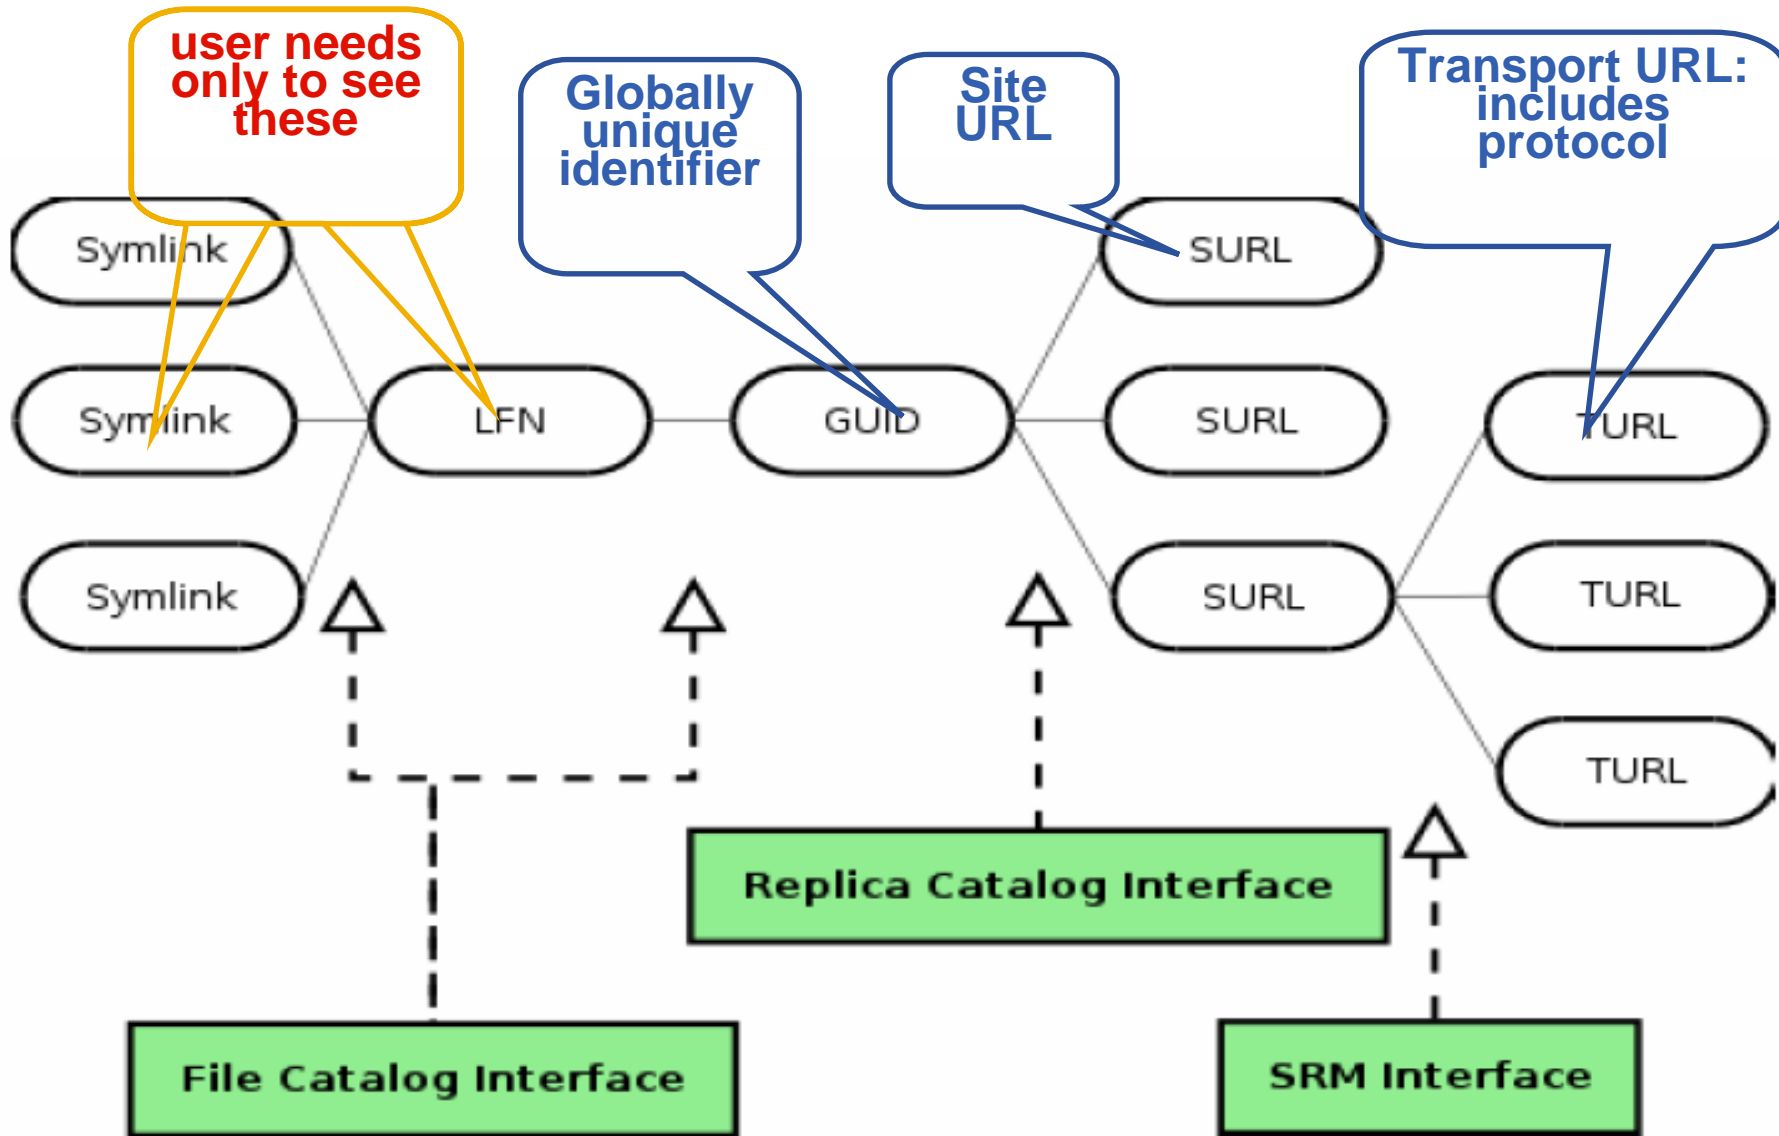 user needs
only to see
these
Globally
unique
identifier
Site
URL
Transport URL:
includes
protocol
Symlink
SURL
Symlink
LFN
GUID
SURL
TURL
Symlink
SURL
TURL
TURL
Replica Catalog Interface
File Catalog Interface
SRM Interface